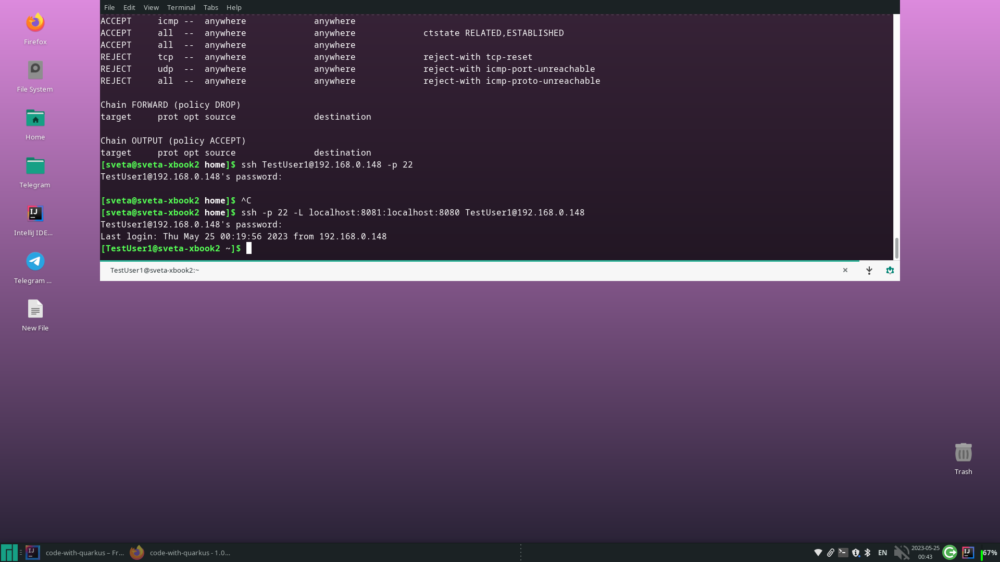 File Edit View Terminal Tabs Help
ACCEPT     icmp --  anywhere             anywhere
ACCEPT     all  --  anywhere             anywhere             ctstate RELATED,ESTABLISHED
ACCEPT     all  --  anywhere             anywhere
REJECT     tcp  --  anywhere             anywhere             reject-with tcp-reset
REJECT     udp  --  anywhere             anywhere             reject-with icmp-port-unreachable
REJECT     all  --  anywhere             anywhere             reject-with icmp-proto-unreachable
Chain FORWARD (policy DROP)
target     prot opt source               destination
Chain OUTPUT (policy ACCEPT)
target     prot opt source               destination
[sveta@sveta-xbook2 home]$ ssh TestUser1@192.168.0.148 -p 22
TestUser1@192.168.0.148's password:
[sveta@sveta-xbook2 home]$ ^C
[sveta@sveta-xbook2 home]$ ssh -p 22 -L localhost:8081:localhost:8080 TestUser1@192.168.0.148
TestUser1@192.168.0.148's password:
Last login: Thu May 25 00:19:56 2023 from 192.168.0.148
[TestUser1@sveta-xbook2 ~]$
TestUser1@sveta-xbook2:~
Firefox
File System
Home
Telegram
IJ
IntelliJ IDE...
Telegram ...
New File
Trash
IJ
code-with-quarkus – Fr...
code-with-quarkus - 1.0...
EN
2023-05-25
00:43
IJ
67%